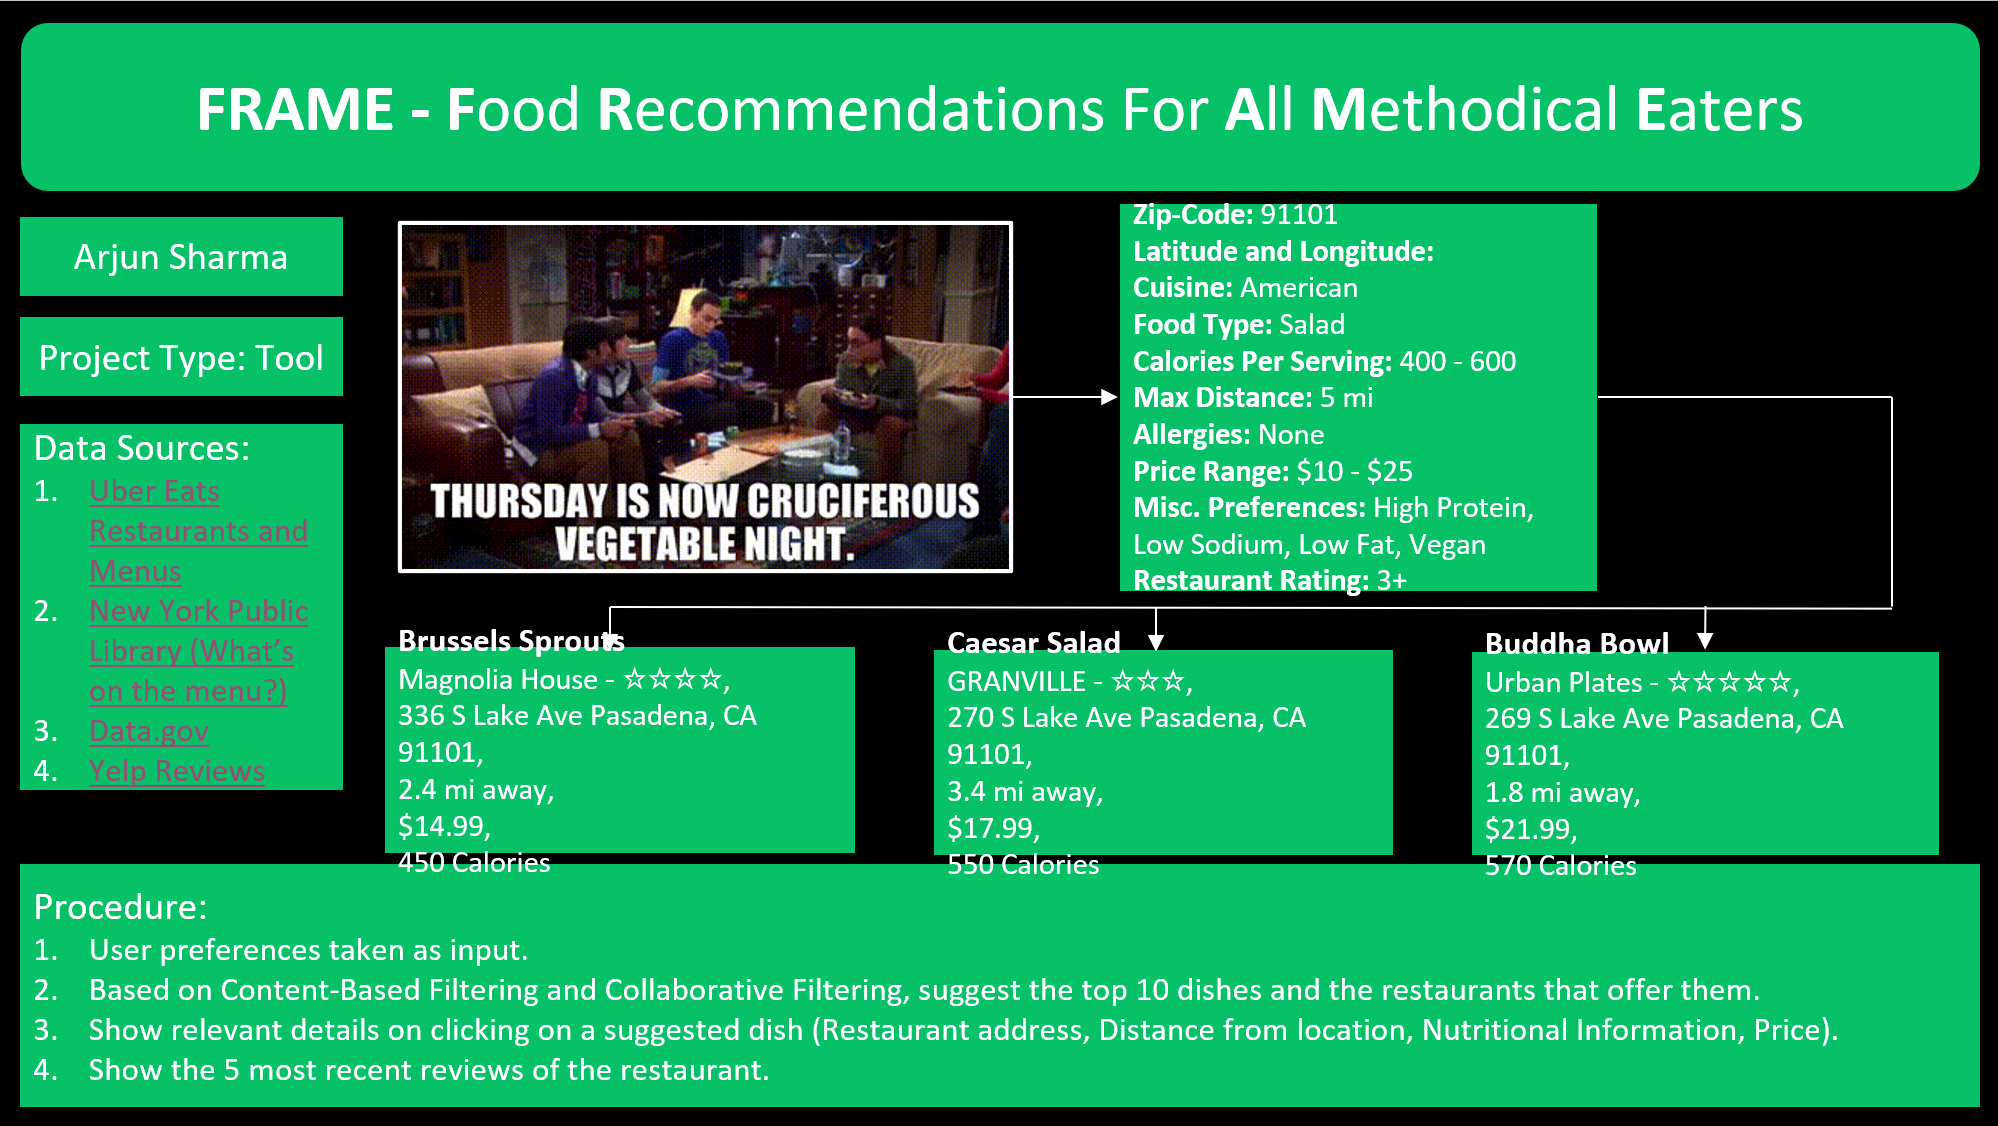 FRAME - Food Recommendations For All Methodical Eaters
Arjun Sharma
Project Type: Tool
Data Sources:
1. Uber Eats
Restaurants and
Menus
2. New York Public
Library (What's
on the menu?)
3. Data.gov
4. Yelp Reviews
THURSDAY IS NOW CRUCIFEROUS
VEGETABLE NIGHT.
Zip-Code: 91101
Latitude and Longitude:
Cuisine: American
Food Type: Salad
Calories Per Serving: 400 - 600
Max Distance: 5 mi
Allergies: None
Price Range: $10 - $25
Misc. Preferences: High Protein,
Low Sodium, Low Fat, Vegan
Restaurant Rating: 3+
Brussels Sprouts
Magnolia House - ☆☆☆☆,
336 S Lake Ave Pasadena, CA
91101,
2.4 mi away,
$14.99,
450 Calories
Caesar Salad
GRANVILLE - ☆☆☆,
270 S Lake Ave Pasadena, CA
91101,
3.4 mi away,
$17.99,
550 Calories
Buddha Bowl
Urban Plates - ☆☆☆☆☆,
269 S Lake Ave Pasadena, CA
91101,
1.8 mi away,
$21.99,
570 Calories
Procedure:
1. User preferences taken as input.
2. Based on Content-Based Filtering and Collaborative Filtering, suggest the top 10 dishes and the restaurants that offer them.
3. Show relevant details on clicking on a suggested dish (Restaurant address, Distance from location, Nutritional Information, Price).
4. Show the 5 most recent reviews of the restaurant.